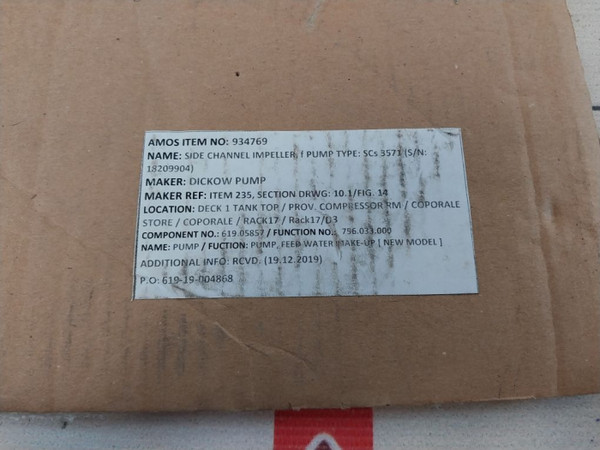 AMOS ITEM NO: 934769
NAME: SIDE CHANNEL IMPELLER, f PUMP TYPE: SCs 3571 (S/N:
18209904)
MAKER: DICKOW PUMP
MAKER REF: ITEM 235, SECTION DRWG: 10.1/FIG. 14
LOCATION: DECK 1 TANK TOP / PROV. COMPRESSOR RM / COPORALE
STORE / COPORALE / RACK17 / Rack17/D3
COMPONENT NO.: 619.05857 / FUNCTION NO.: 796.033.000
NAME: PUMP / FUCTION: PUMP, FEED WATER MAKE-UP [ NEW MODEL ]
ADDITIONAL INFO: RCVD. (19.12.2019)
P.O: 619-19-004868